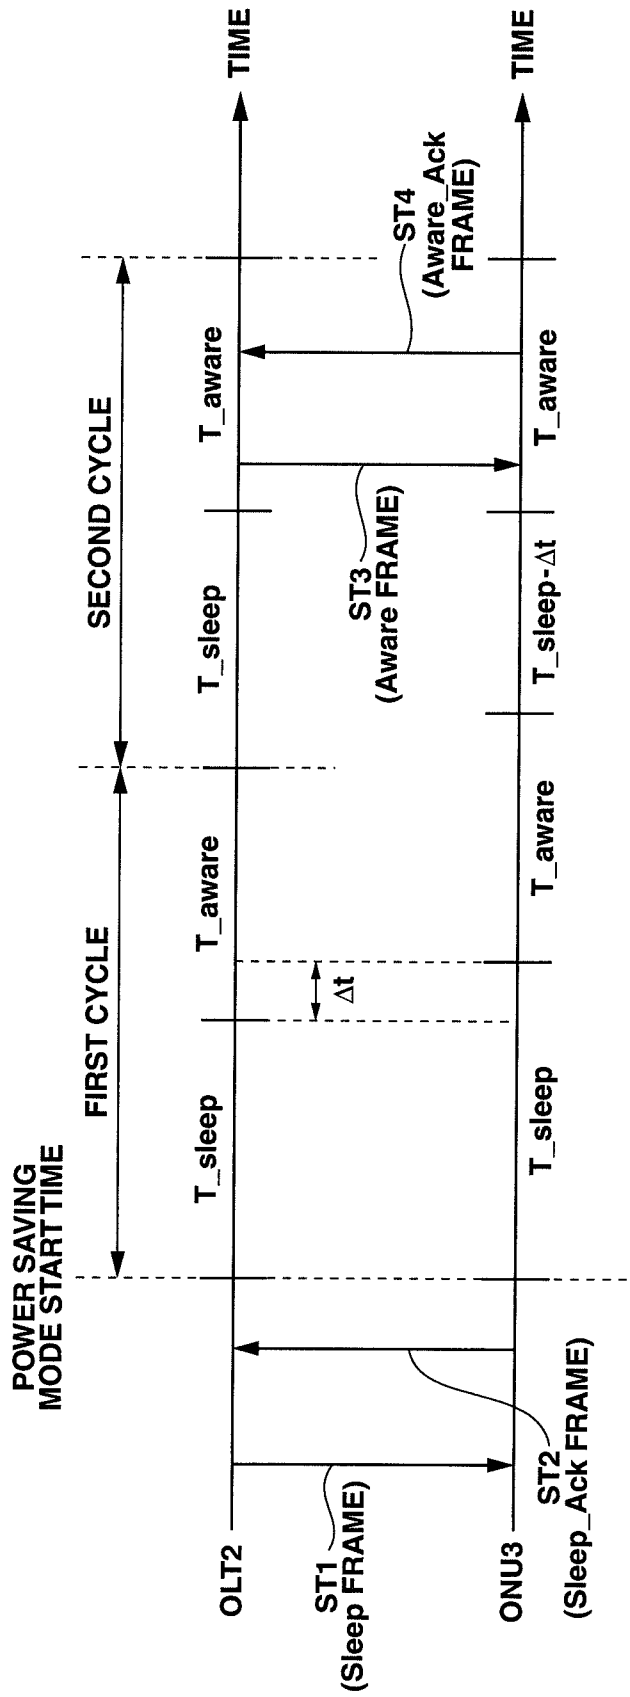 POWER SAVING
MODE START TIME
FIRST CYCLE
SECOND CYCLE
OLT2
T_sleep
T_aware
T_sleep
T_aware
TIME
ST1
(Sleep FRAME)
ST2
(Sleep_Ack FRAME)
Δt
ST3
(Aware FRAME)
ST4
(Aware_Ack
FRAME)
ONU3
T_sleep
T_aware
T_sleep-Δt
T_aware
TIME